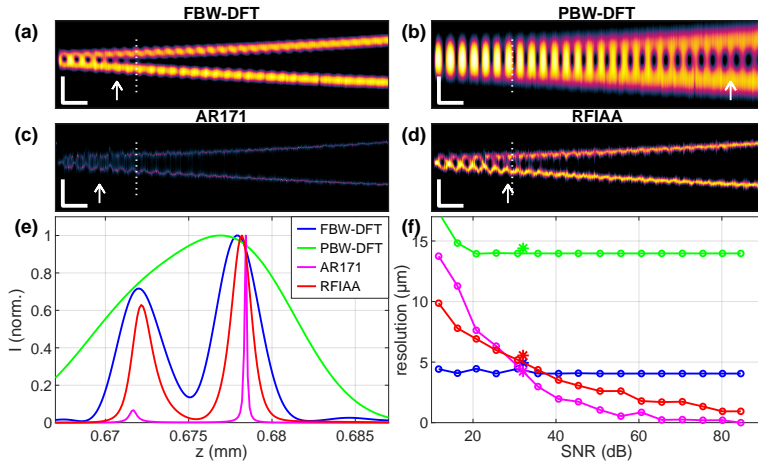 FBW-DFT
PBW-DFT
(a)
(b)
AR171
RFIAA
(c)
(d)
(e)
(f)
FBW-DFT
PBW-DFT
AR171
RFIAA
I (norm.)
1
0.8
0.6
0.4
0.2
0
0.67
0.675
0.68
0.685
z (mm)
resolution (μm)
15
10
5
0
20
40
60
80
SNR (dB)